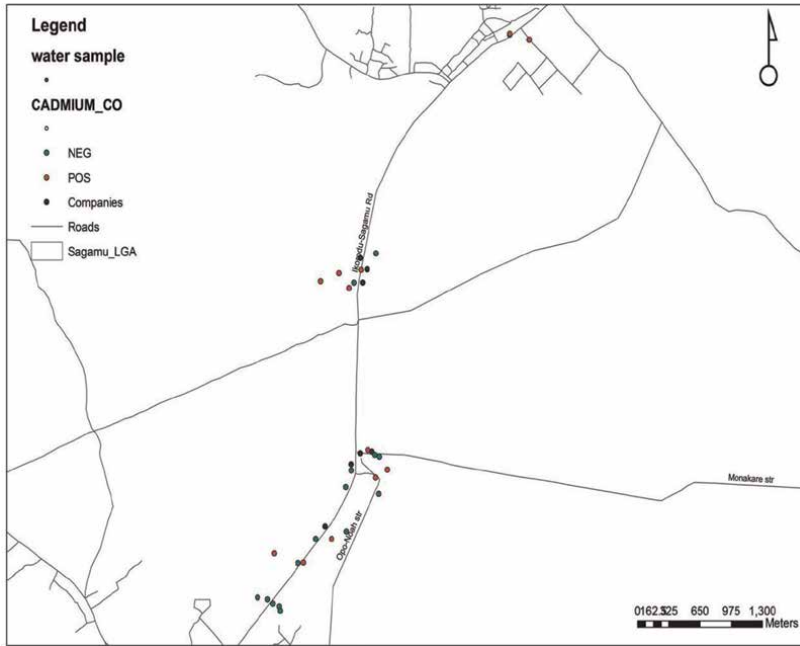 Legend
water sample
CADMIUM_CO
NEG
POS
Companies
Roads
Sagamu_LGA
Ikorodu-Sagamu Rd
Monakare str
Opo-Noah str
0162.5325 650 975 1,300
Meters